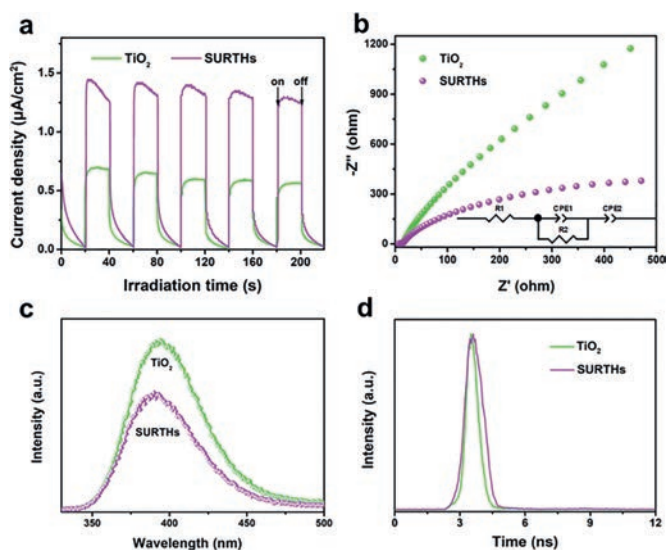 a
TiO2
SURTHs
on off
Current density (μA/cm²)
1.5
1.0
0.5
0.0
0 40 80 120 160 200
Irradiation time (s)
b
TiO2
SURTHs
-Z'' (ohm)
1200
900
600
300
0
R1 CPE1 CPE2
R2
0 100 200 300 400 500
Z' (ohm)
c
TiO2
SURTHs
Intensity (a.u.)
350 400 450 500
Wavelength (nm)
d
TiO2
SURTHs
Intensity (a.u.)
0 3 6 9 12
Time (ns)